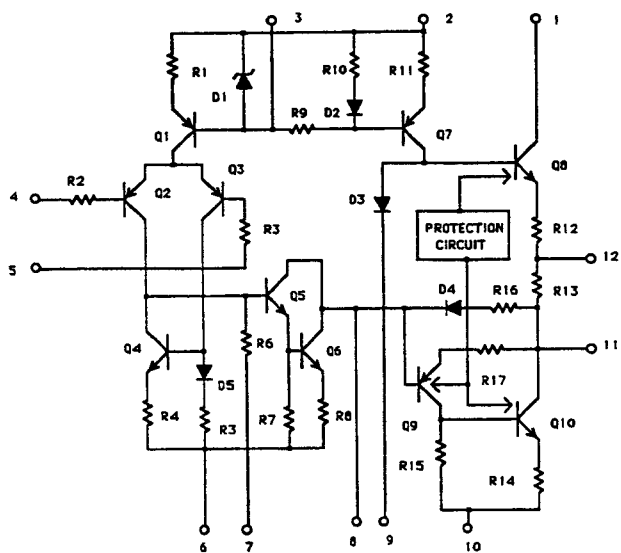 3 2 1
R1 R10 R11
D1 D2
R9
Q1 Q7
Q8
4 R2 Q2 Q3
D3
R3
PROTECTION
CIRCUIT
R12
12
5
R13
D4 R16
Q5
R6
Q4 Q6
11
R17
D5
R4 R3 R7 R8
Q9 Q10
R15 R14
6 7 8 9 10